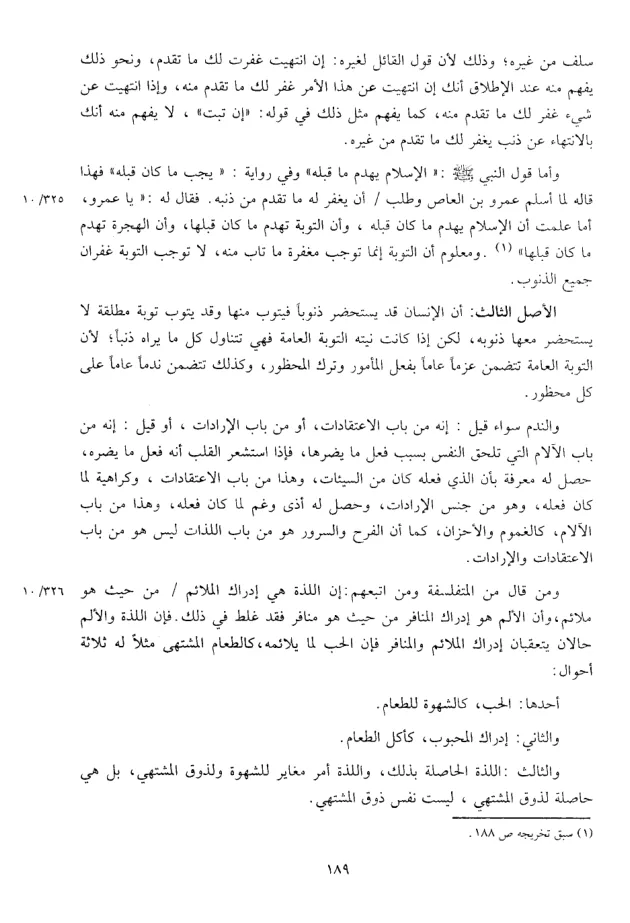 سلف من غيره؛ وذلك لأن قول القائل لغيره: إن انتهيت غفرت لك ما تقدم، ونحو ذلك
يفهم منه عند الإطلاق أنك إن انتهيت عن هذا الأمر غفر لك ما تقدم منه، وإذا انتهيت عن
شيء غفر لك ما تقدم منه، كما يفهم مثل ذلك في قوله: «إن تبت» ، لا يفهم منه أنك
بالانتهاء عن ذنب يغفر لك ما تقدم من غيره.
وأما قول النبي ﷺ :« الإسلام يهدم ما قبله» وفي رواية : « يجب ما كان قبله» فهذا
قاله لما أسلم عمرو بن العاص وطلب / أن يغفر له ما تقدم من ذنبه. فقال له :« يا عمرو، ١٠/٣٢٥
أما علمت أن الإسلام يهدم ما كان قبله ، وأن التوبة تهدم ما كان قبلها، وأن الهجرة تهدم
ما كان قبلها» (١) .ومعلوم أن التوبة إنما توجب مغفرة ما تاب منه، لا توجب التوبة غفران
جميع الذنوب.
الأصل الثالث: أن الإنسان قد يستحضر ذنوباً فيتوب منها وقد يتوب توبة مطلقة لا
يستحضر معها ذنوبه، لكن إذا كانت نيته التوبة العامة فهي تتناول كل ما يراه ذنباً؛ لأن
التوبة العامة تتضمن عزماً عاماً بفعل المأمور وترك المحظور، وكذلك تتضمن ندماً عاماً على
كل محظور.
والندم سواء قيل : إنه من باب الاعتقادات، أو من باب الإرادات ، أو قيل : إنه من
باب الآلام التي تلحق النفس بسبب فعل ما يضرها، فإذا استشعر القلب أنه فعل ما يضره،
حصل له معرفة بأن الذي فعله كان من السيئات، وهذا من باب الاعتقادات ، وكراهية لما
كان فعله، وهو من جنس الإرادات، وحصل له أذى وغم لما كان فعله، وهذا من باب
الآلام، كالغموم والأحزان، كما أن الفرح والسرور هو من باب اللذات ليس هو من باب
الاعتقادات والإرادات.
ومن قال من المتفلسفة ومن اتبعهم:إن اللذة هي إدراك الملائم / من حيث هو ١٠/٣٢٦
ملائم،وأن الألم هو إدراك المنافر من حيث هو منافر فقد غلط في ذلك.فإن اللذة والألم
حالان يتعقبان إدراك الملائم والمنافر فإن الحب لما يلائمه،كالطعام المشتهى مثلاً له ثلاثة
أحوال:
أحدها: الحب، كالشهوة للطعام.
والثاني: إدراك المحبوب، كأكل الطعام.
والثالث :اللذة الحاصلة بذلك، واللذة أمر مغاير للشهوة ولذوق المشتهي، بل هي
حاصلة لذوق المشتهي ، ليست نفس ذوق المشتهي.
(١) سبق تخريجه ص ١٨٨.
١٨٩